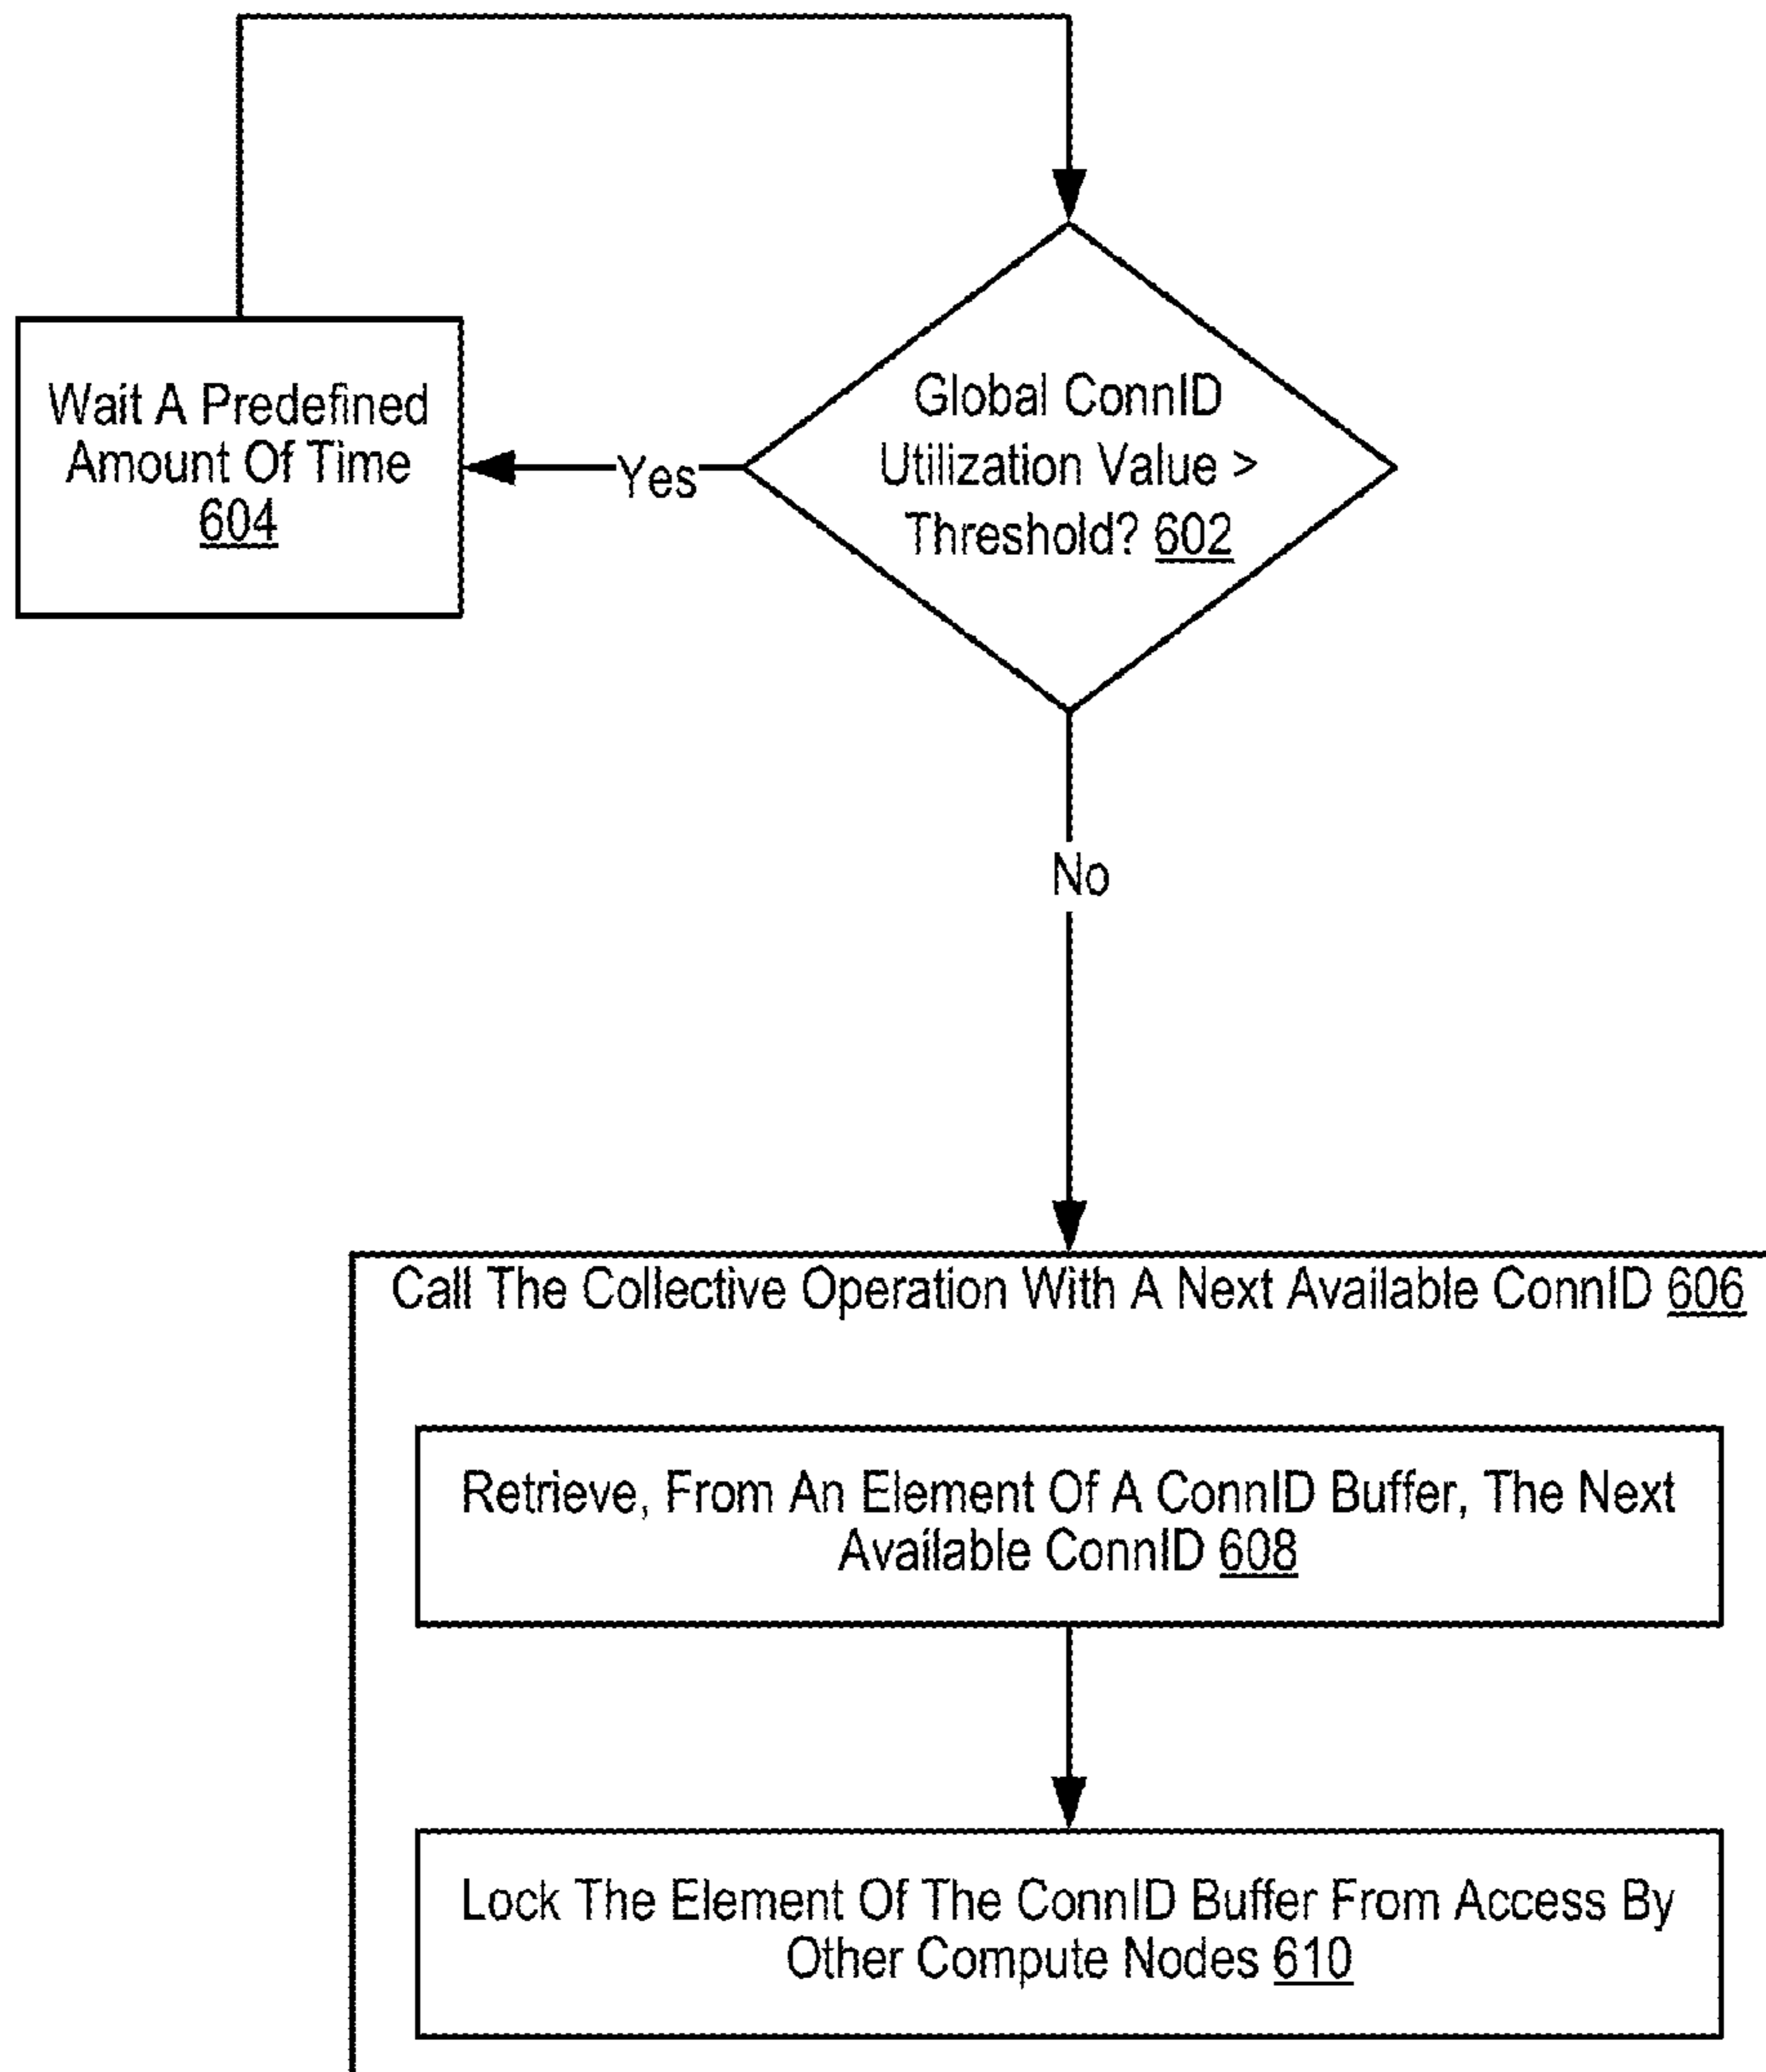 Wait A Predefined
Amount Of Time
604
Yes
Global ConnID
Utilization Value >
Threshold? 602
No
Call The Collective Operation With A Next Available ConnID 606
Retrieve, From An Element Of A ConnID Buffer, The Next
Available ConnID 608
Lock The Element Of The ConnID Buffer From Access By
Other Compute Nodes 610